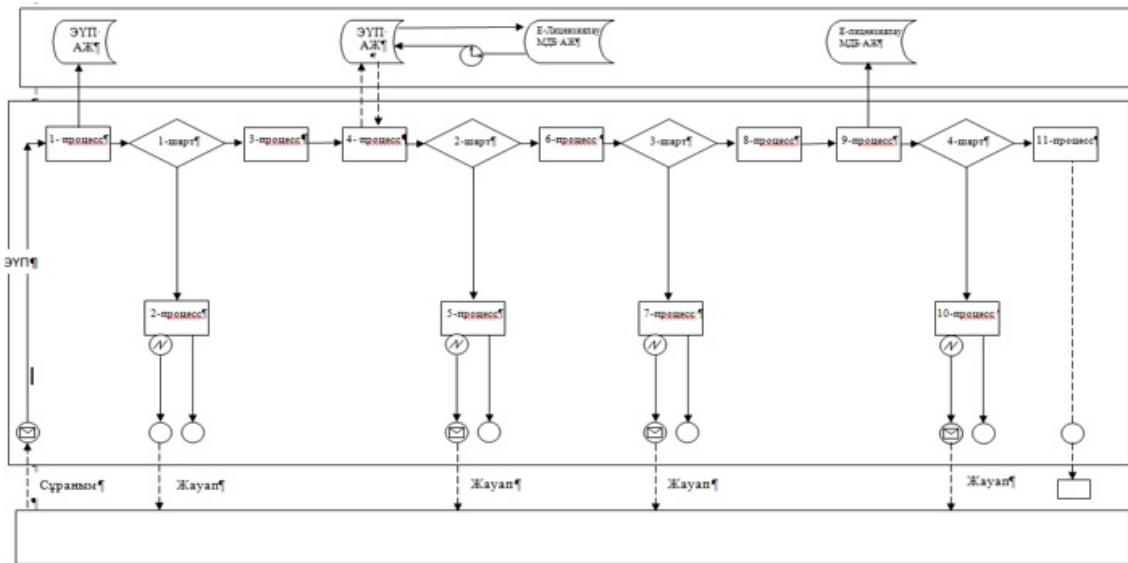 ЭҮП
АЖ¶
ЭҮП
АЖ¶
Е-Лицензиялау
МДБ·АЖ¶
Е-лицензиялау
МДБ·АЖ¶
1- процесс¶
1-шарт¶
3-процесс¶
4- процесс¶
2-шарт¶
6-процесс¶
3-шарт¶
8-процесс¶
9-процесс¶
4-шарт¶
11-процесс¶
ЭҮП¶
2-процесс¶
5-процесс¶
7-процесс¶
10-процесс
Сұраным¶
Жауап¶
Жауап¶
Жауап¶
Жауап¶